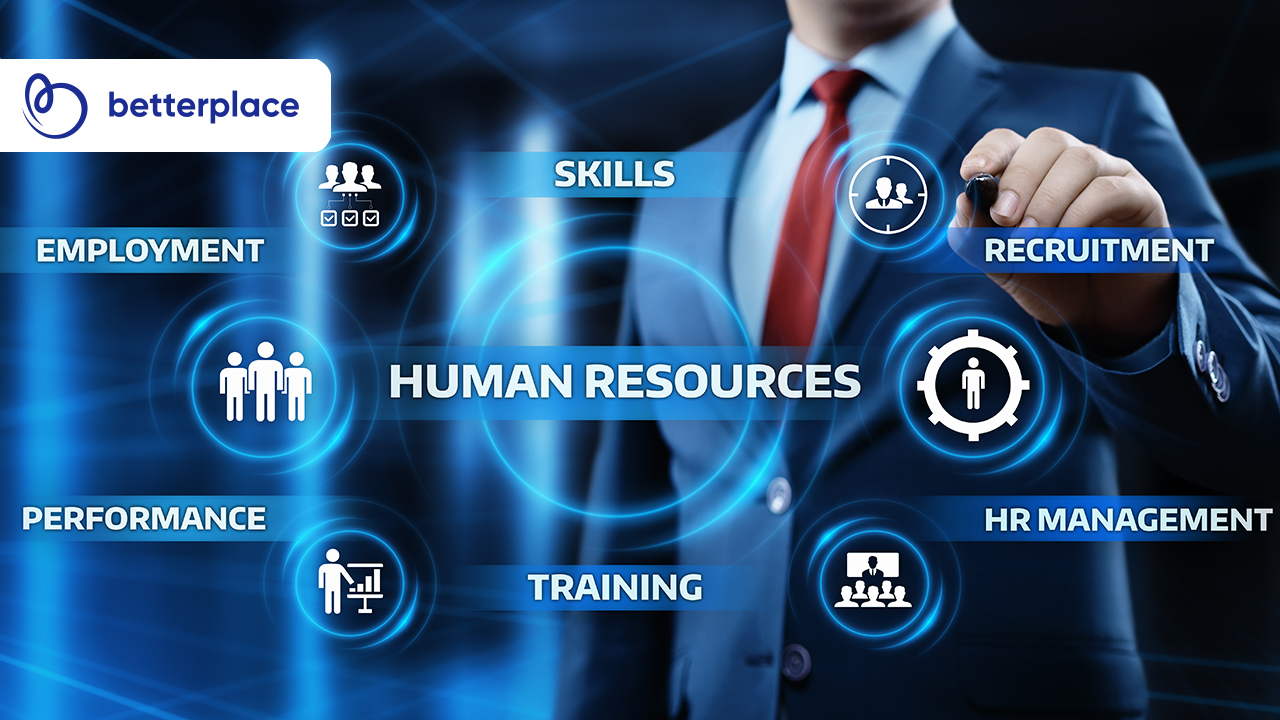 betterplace
SKILLS
EMPLOYMENT
RECRUITMENT
HUMAN RESOURCES
PERFORMANCE
HR MANAGEMENT
TRAINING